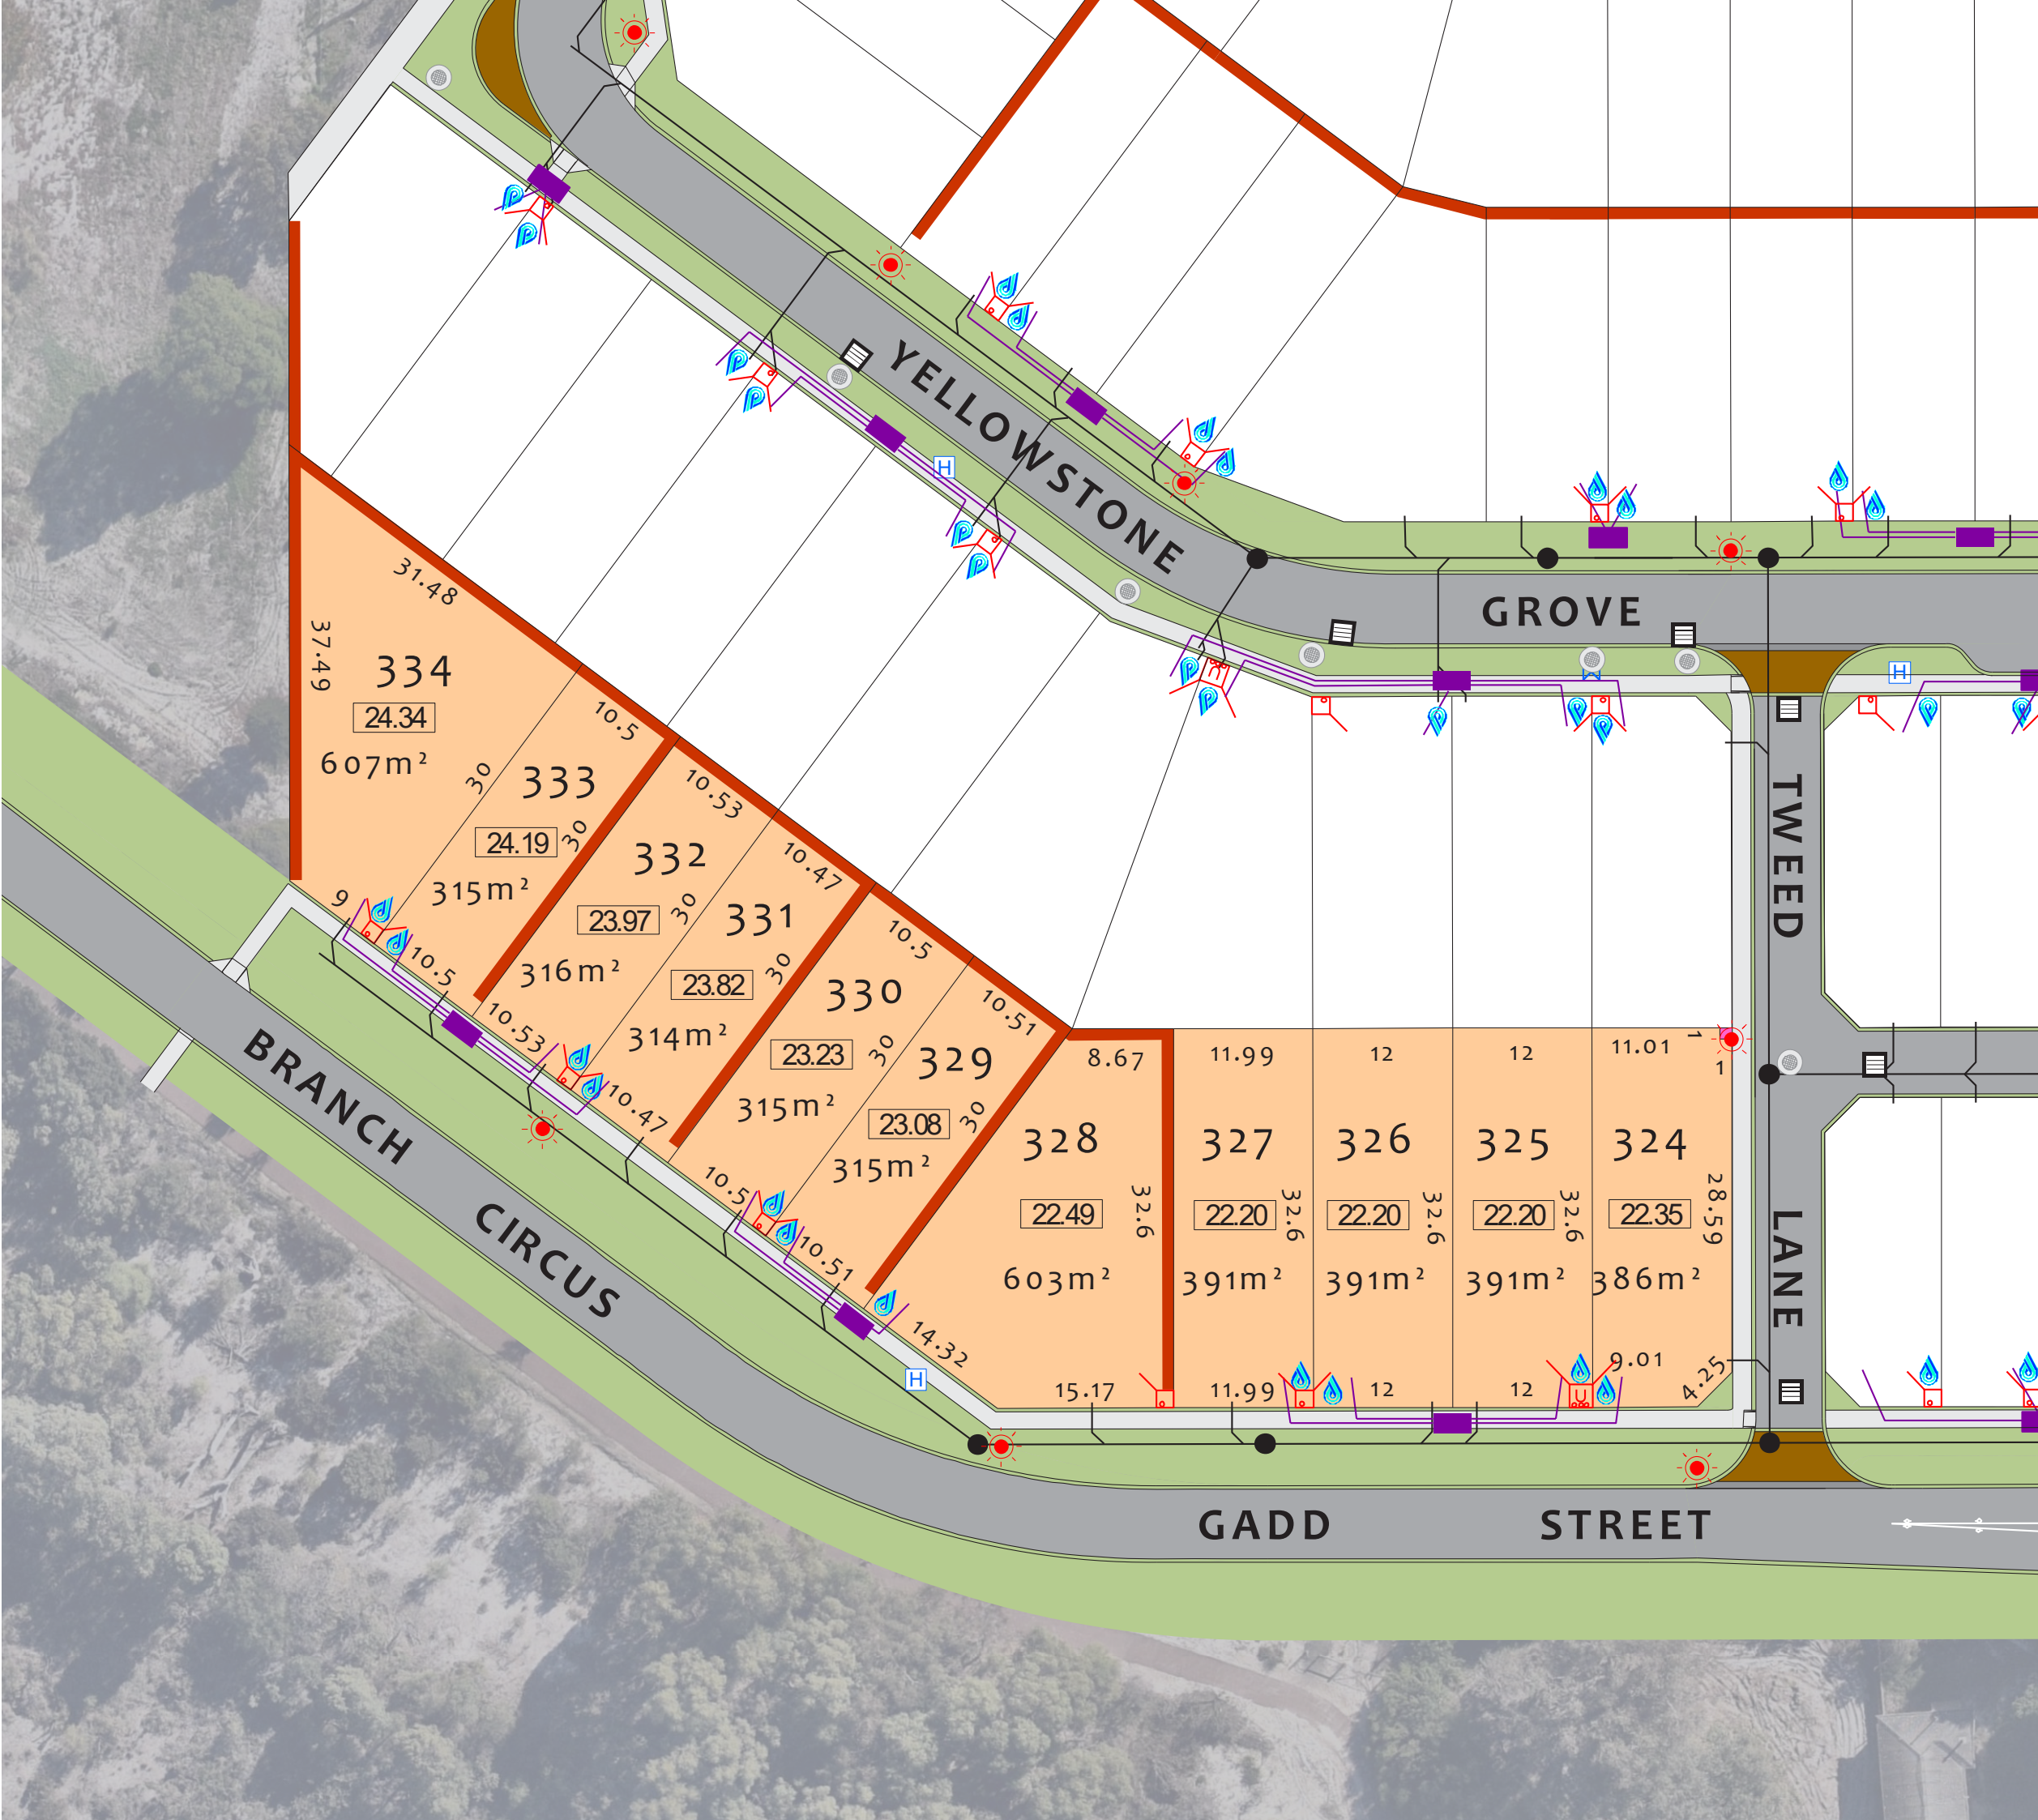 YELLOWSTONE
GROVE
TWEED
LANE
BRANCH
CIRCUS
GADD STREET
H
H
H
31.48
37.49
334
24.34
607m²
9
30
10.5
333
24.19
30
315m²
10.5
10.53
332
23.97
30
316m²
10.53
10.47
331
23.82
30
314m²
10.47
10.5
330
23.23
30
315m²
10.5
10.51
329
23.08
30
315m²
10.51
8.67
328
22.49
32.6
603m²
14.32
15.17
11.99
327
22.20
32.6
391m²
11.99
12
326
22.20
32.6
391m²
12
12
325
22.20
32.6
391m²
12
11.01
1
1
324
22.35
28.59
386m²
9.01
4.25